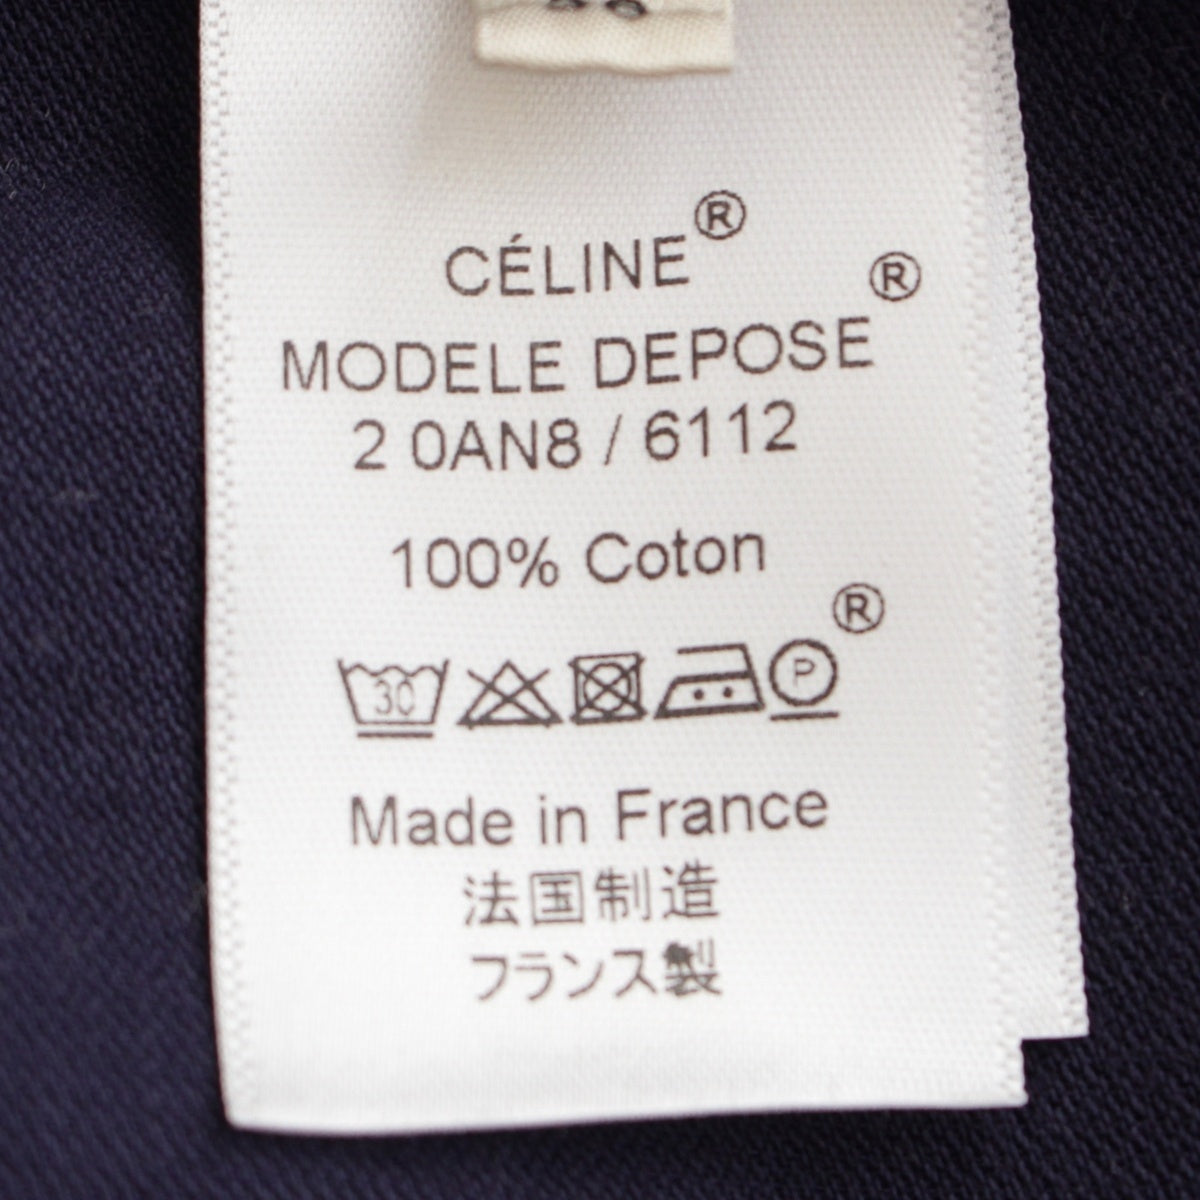 CÉLINE®
MODELE DEPOSE®
2 0AN8 / 6112
100% Coton
30 P ®
Made in France
法国制造
フランス製